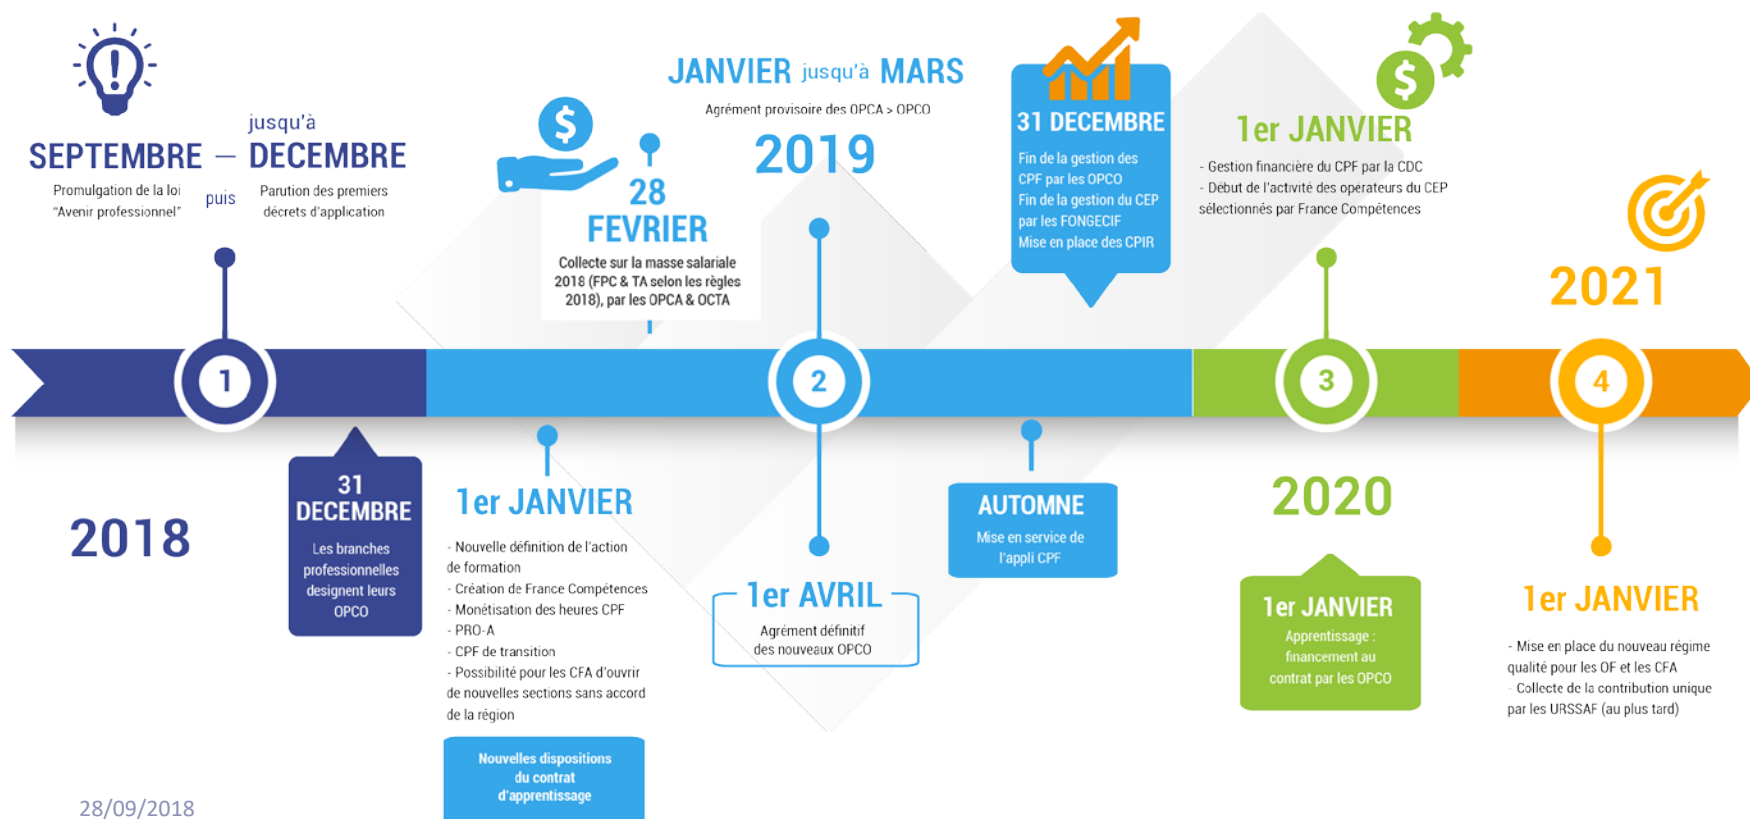 SEPTEMBRE
Promulgation de la loi
"Avenir professionnel"
puis
jusqu'à
— DECEMBRE
Parution des premiers
décrets d'application
1
31
DECEMBRE
Les branches
professionnelles
designent leurs
OPCO
2018
$
28
FEVRIER
Collecte sur la masse salariale
2018 (FPC & TA selon les règles
2018), par les OPCA & OCTA
JANVIER jusqu'à MARS
Agrément provisoire des OPCA > OPCO
2019
31 DECEMBRE
Fin de la gestion des
CPF par les OPCO
Fin de la gestion du CEP
par les FONGECIF
Mise en place des CPIR
2
1er JANVIER
- Nouvelle définition de l'action
de formation
- Création de France Compétences
- Monétisation des heures CPF
- PRO-A
- CPF de transition
- Possibilité pour les CFA d'ouvrir
de nouvelles sections sans accord
de la région
Nouvelles dispositions
du contrat
d'apprentissage
1er AVRIL
Agrément définitif
des nouveaux OPCO
AUTOMNE
Mise en service de
l'appli CPF
$
1er JANVIER
- Gestion financière du CPF par la CDC
- Début de l'activité des opérateurs du CEP
sélectionnés par France Compétences
3
2020
1er JANVIER
Apprentissage :
financement au
contrat par les OPCO
2021
4
1er JANVIER
- Mise en place du nouveau régime
qualité pour les OF et les CFA
- Collecte de la contribution unique
par les URSSAF (au plus tard)
28/09/2018